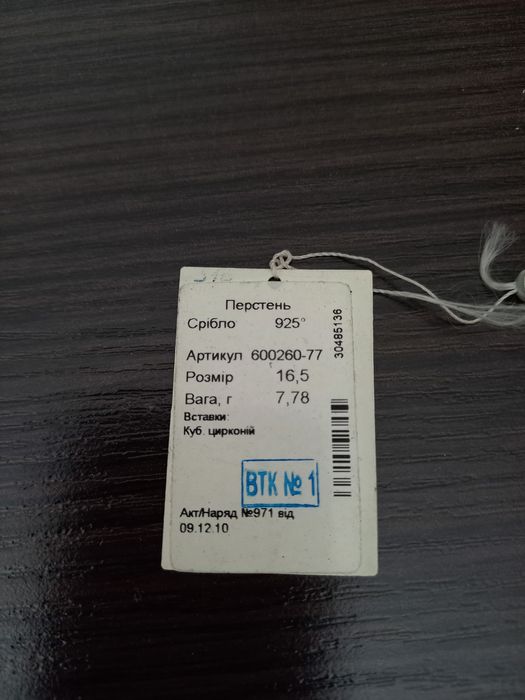 Перстень
Срібло 925°
Артикул 600260-77
Розмір 16,5
Вага, г 7,78
Вставки:
Куб. цирконій
ВТК № 1
Акт/Наряд №971 від
09.12.10
30485136